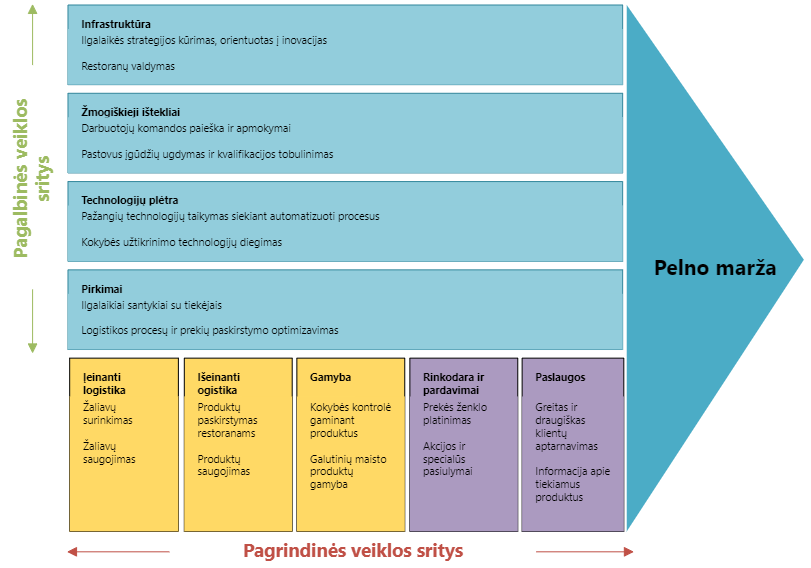 Pagalbinės veiklos
sritys
Infrastruktūra
Ilgalaikės strategijos kūrimas, orientuotas į inovacijas
Restoranų valdymas
Žmogiškieji ištekliai
Darbuotojų komandos paieška ir apmokymai
Pastovus įgūdžių ugdymas ir kvalifikacijos tobulinimas
Technologijų plėtra
Pažangių technologijų taikymas siekiant automatizuoti procesus
Kokybės užtikrinimo technologijų diegimas
Pirkimai
Ilgalaikiai santykiai su tiekėjais
Logistikos procesų ir prekių paskirstymo optimizavimas
Įeinanti
logistika
Žaliavų
surinkimas
Žaliavų
saugojimas
Išeinanti
ogistika
Produktų
paskirstymas
restoranams
Produktų
saugojimas
Gamyba
Kokybės kontrolė
gaminant
produktus
Galutinių maisto
produktų
gamyba
Rinkodara ir
pardavimai
Prekės ženklo
platinimas
Akcijos ir
specialūs
pasiulymai
Paslaugos
Greitas ir
draugiškas
klientų
aptarnavimas
Informacija apie
tiekiamus
produktus
Pelno marža
Pagrindinės veiklos sritys